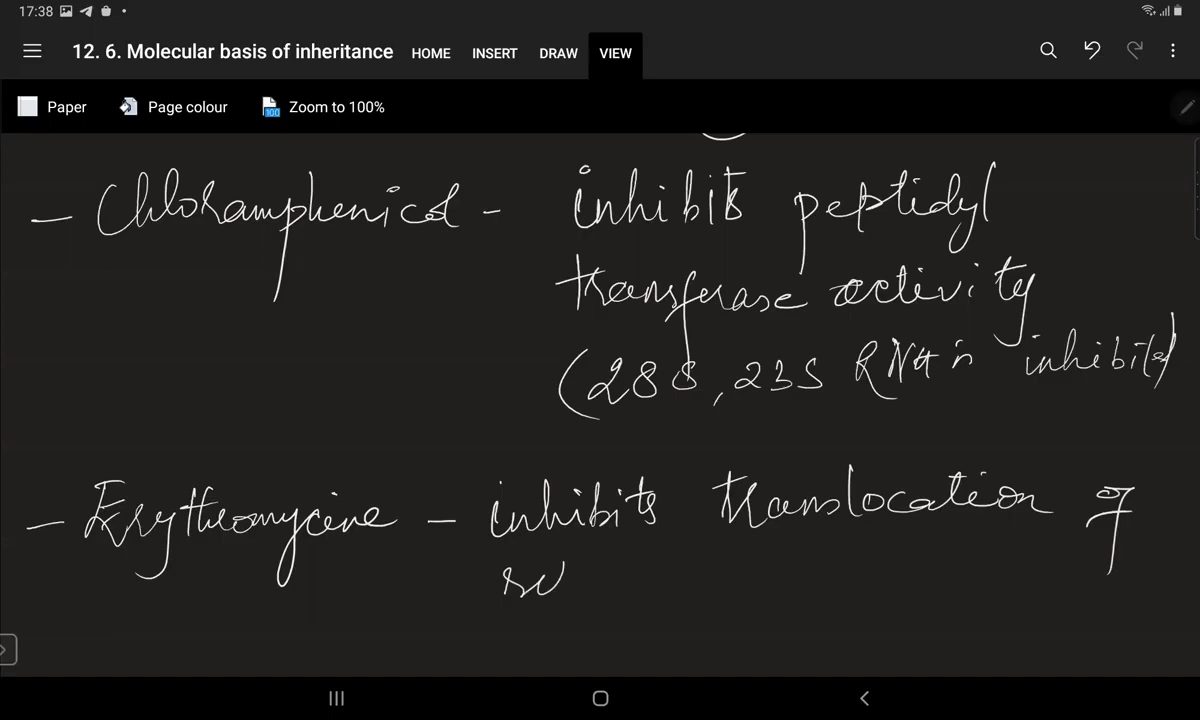 17:38
12. 6. Molecular basis of inheritance HOME INSERT DRAW VIEW
Paper Page colour Zoom to 100%
- Chloramphenicol - inhibits peptidyl
transferase activity
(28S, 23S RNA is inhibited)
- Erythromycine - inhibits translocation of